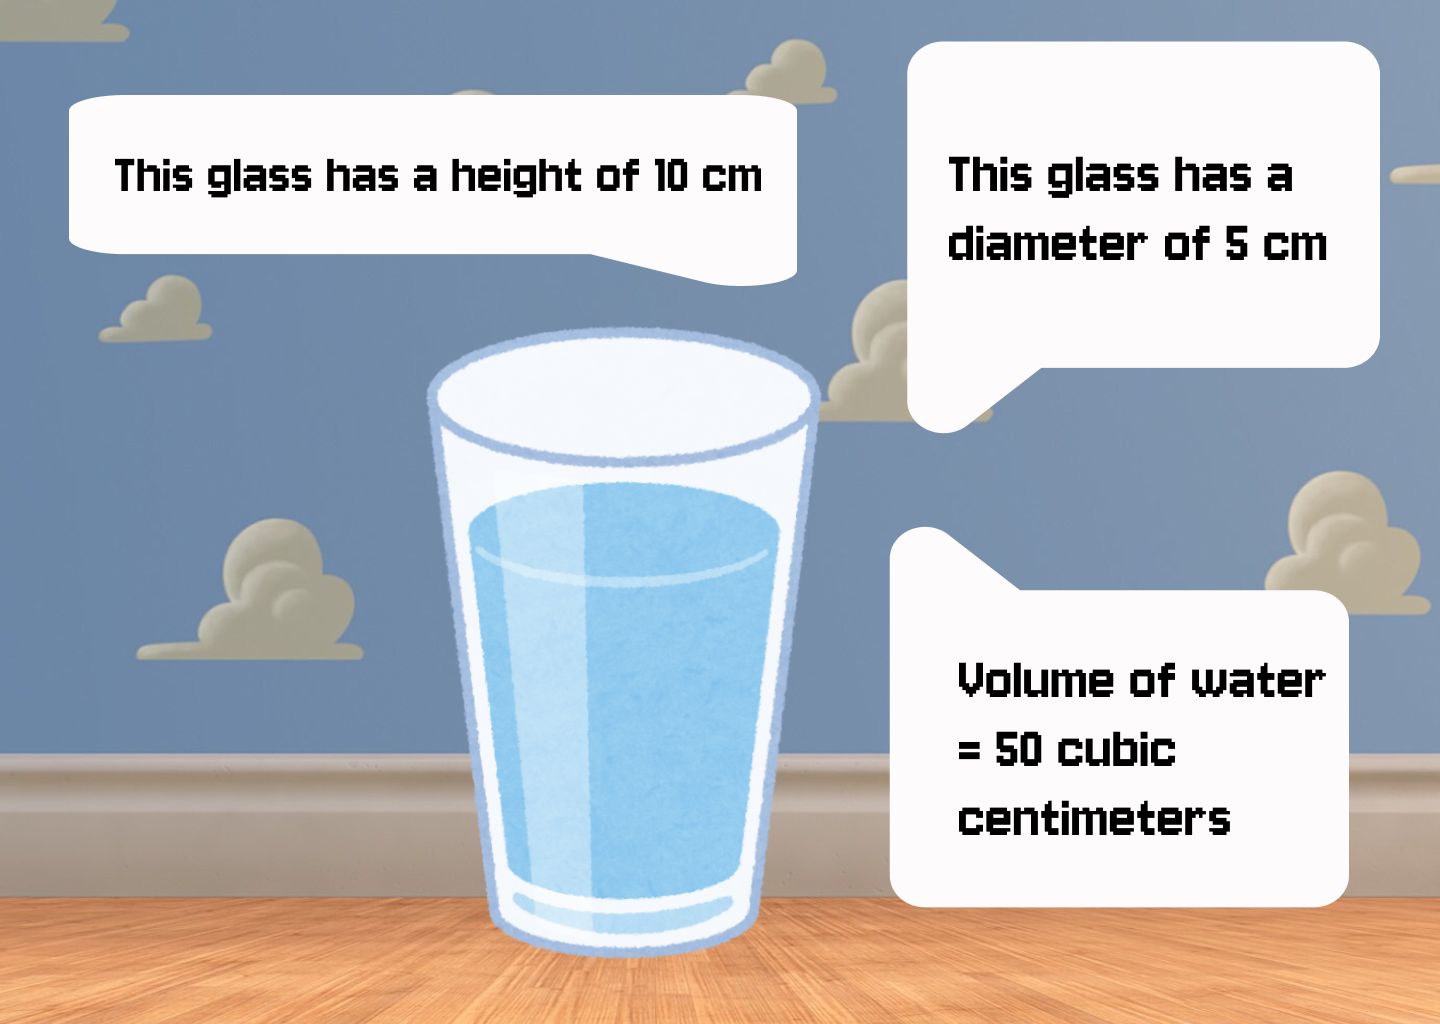 This glass has a height of 10 cm
This glass has a
diameter of 5 cm
Volume of water
= 50 cubic
centimeters